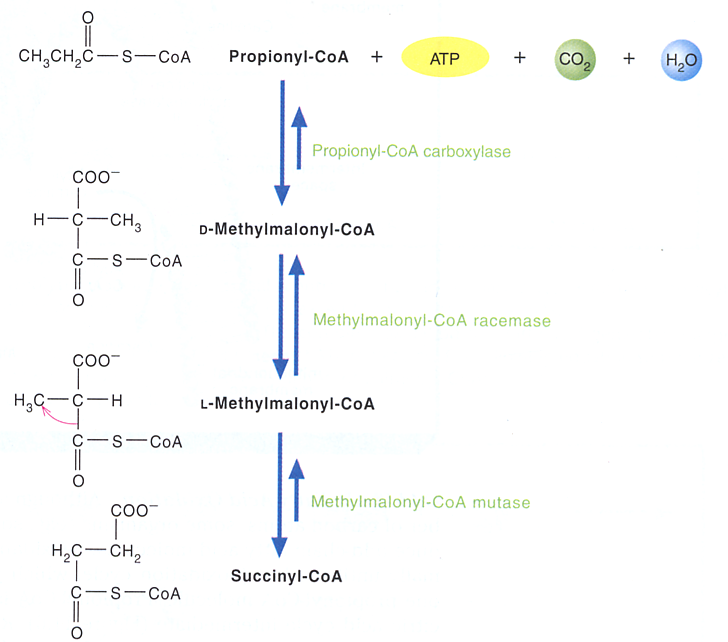 O
CH₃CH₂C—S—CoA Propionyl-CoA + ATP + CO₂ + H₂O
Propionyl-CoA carboxylase
COO⁻
H—C—CH₃ D-Methylmalonyl-CoA
C—S—CoA
O
Methylmalonyl-CoA racemase
COO⁻
H₃C—C—H L-Methylmalonyl-CoA
C—S—CoA
O
Methylmalonyl-CoA mutase
COO⁻
H₂C—CH₂
Succinyl-CoA
C—S—CoA
O